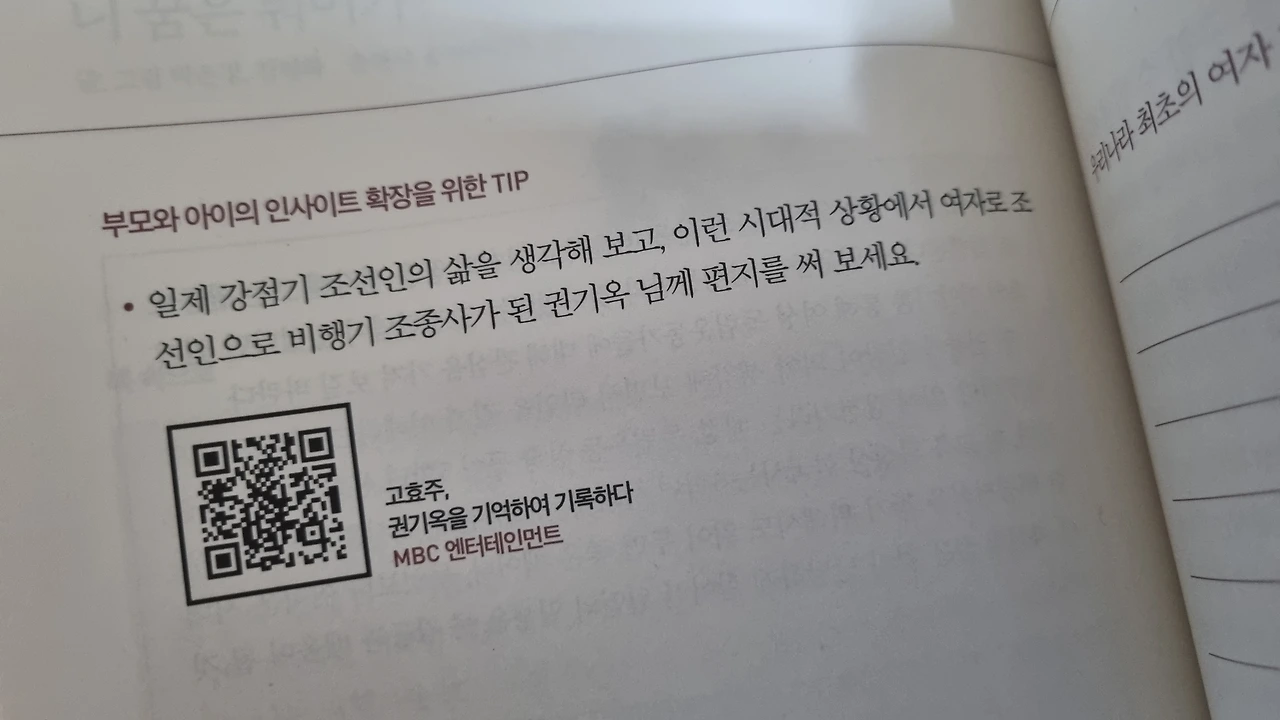 부모와 아이의 인사이트 확장을 위한 TIP
• 일제 강점기 조선인의 삶을 생각해 보고, 이런 시대적 상황에서 여자로 조
선인으로 비행기 조종사가 된 권기옥 님께 편지를 써 보세요.
고효주,
권기옥을 기억하여 기록하다
MBC 엔터테인먼트
우리나라 최초의 여자